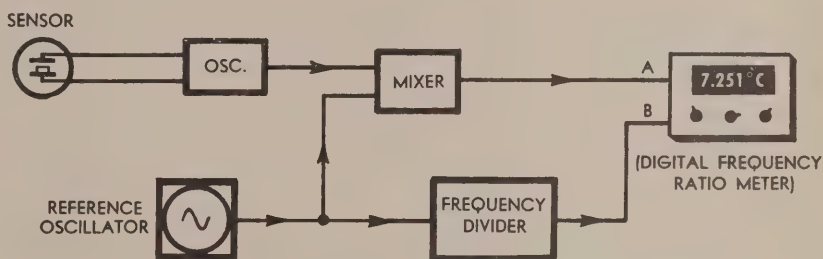 SENSOR
OSC.
MIXER
A
7.251°C
B
(DIGITAL FREQUENCY
RATIO METER)
REFERENCE
OSCILLATOR
FREQUENCY
DIVIDER